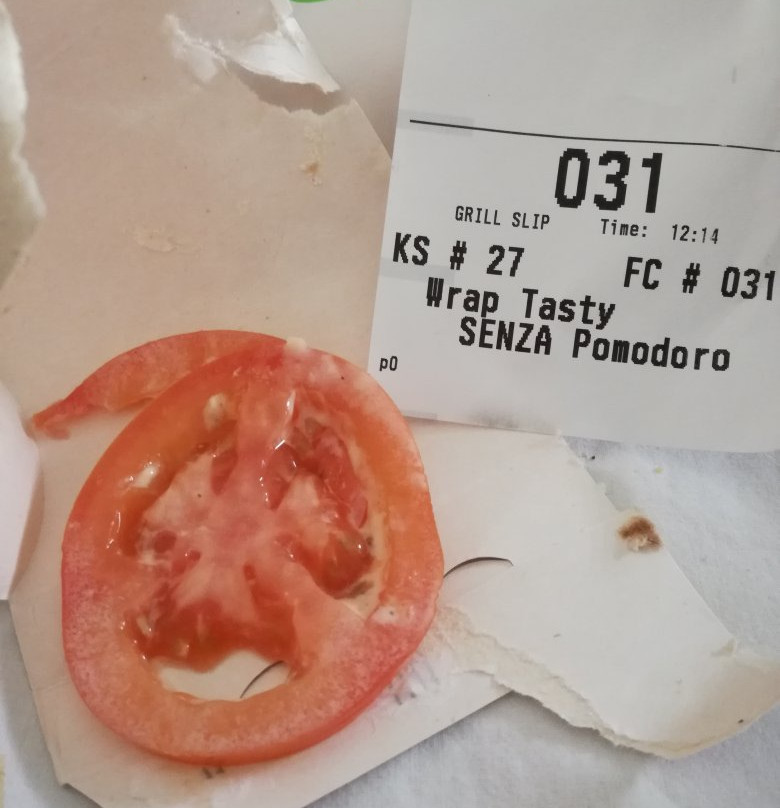 031
GRILL SLIP Time: 12:14
KS # 27 FC # 031
Wrap Tasty
SENZA Pomodoro
p0